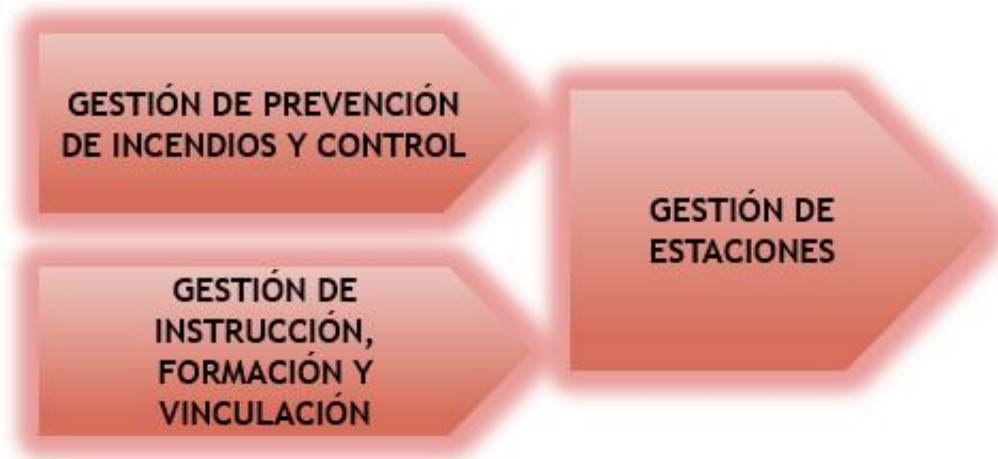 GESTIÓN DE PREVENCIÓN
DE INCENDIOS Y CONTROL
GESTIÓN DE
INSTRUCCIÓN,
FORMACIÓN Y
VINCULACIÓN
GESTIÓN DE
ESTACIONES